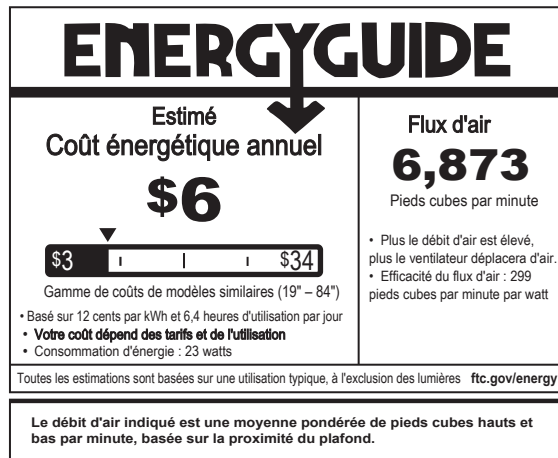 ENERGYGUIDE
Estimé
Coût énergétique annuel
$6
$3 $34
Gamme de coûts de modèles similaires (19" – 84")
• Basé sur 12 cents par kWh et 6,4 heures d'utilisation par jour
• Votre coût dépend des tarifs et de l'utilisation
• Consommation d'énergie : 23 watts
Flux d'air
6,873
Pieds cubes par minute
• Plus le débit d'air est élevé,
plus le ventilateur déplacera d'air.
• Efficacité du flux d'air : 299
pieds cubes par minute par watt
Toutes les estimations sont basées sur une utilisation typique, à l'exclusion des lumières ftc.gov/energy
Le débit d'air indiqué est une moyenne pondérée de pieds cubes hauts et
bas par minute, basée sur la proximité du plafond.